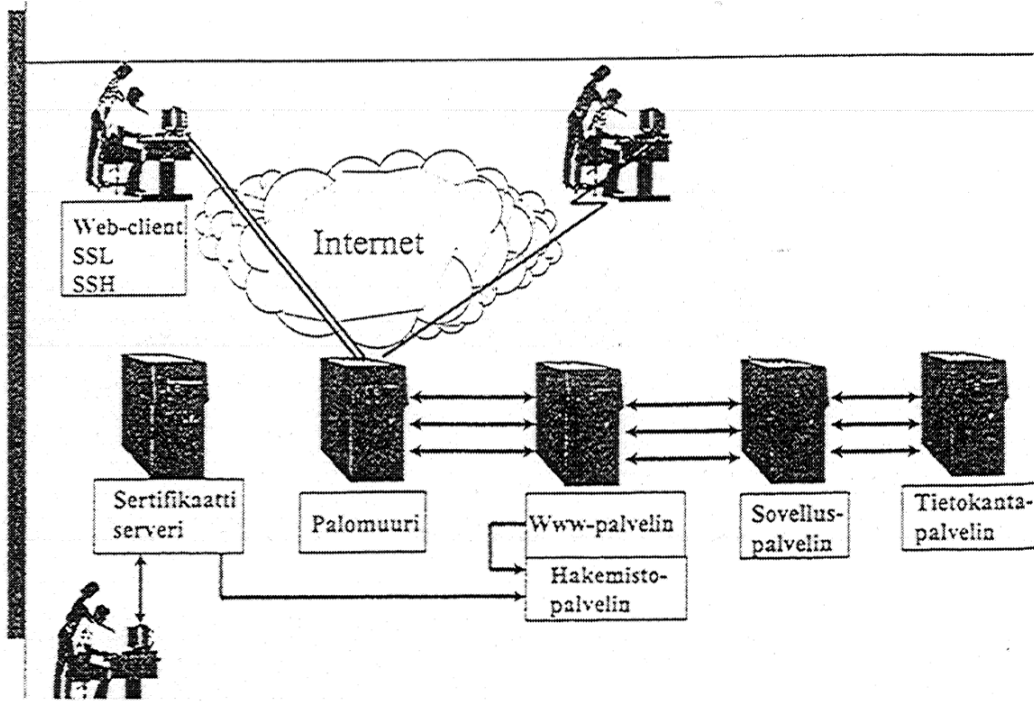 Web-client
SSL
SSH
Internet
Sertifikaatti
serveri
Palomuuri
Www-palvelin
Hakemisto-
palvelin
Sovellus-
palvelin
Tietokanta-
palvelin